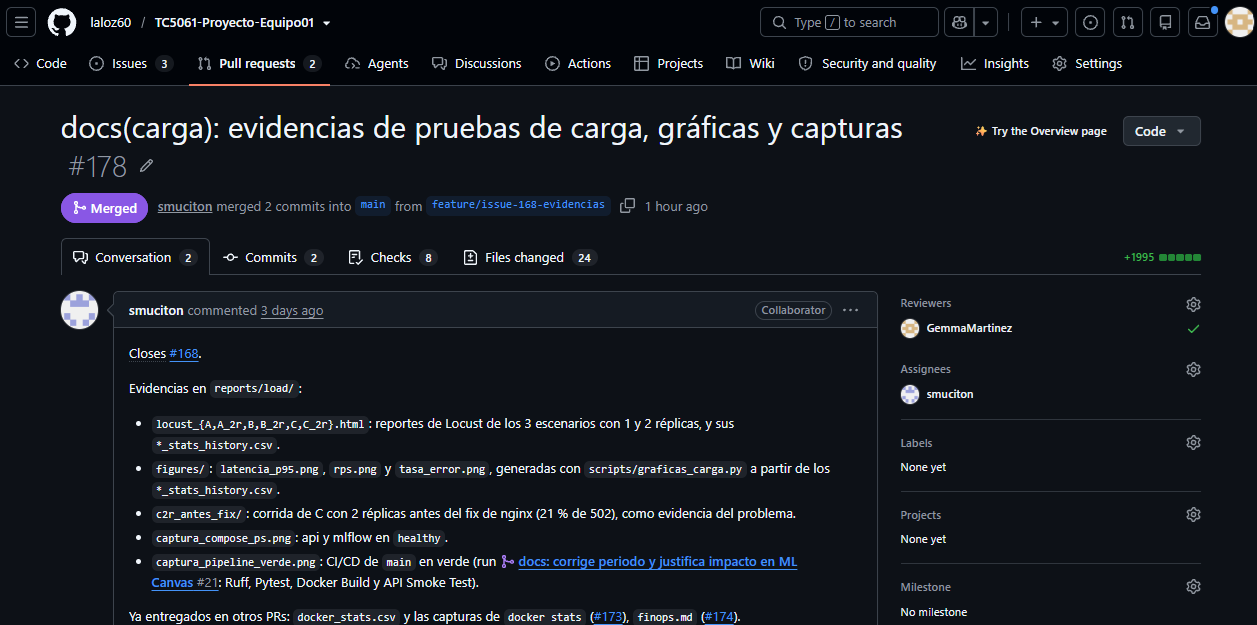 laloz60 / TC5061-Proyecto-Equipo01
Type / to search
Code Issues 3 Pull requests 2 Agents Discussions Actions Projects Wiki Security and quality Insights Settings
docs(carga): evidencias de pruebas de carga, gráficas y capturas
#178
Try the Overview page Code
Merged smuciton merged 2 commits into main from feature/issue-168-evidencias 1 hour ago
Conversation 2 Commits 2 Checks 8 Files changed 24 +1995
smuciton commented 3 days ago Collaborator ...
Closes #168.
Evidencias en reports/load/ :
locust_{A,A_2r,B,B_2r,C,C_2r}.html : reportes de Locust de los 3 escenarios con 1 y 2 réplicas, y sus
*_stats_history.csv .
figures/ : latencia_p95.png , rps.png y tasa_error.png , generadas con scripts/graficas_carga.py a partir de los
*_stats_history.csv .
c2r_antes_fix/ : corrida de C con 2 réplicas antes del fix de nginx (21 % de 502), como evidencia del problema.
captura_compose_ps.png : api y mlflow en healthy .
captura_pipeline_verde.png : CI/CD de main en verde (run docs: corrige periodo y justifica impacto en ML
Canvas #21: Ruff, Pytest, Docker Build y API Smoke Test).
Ya entregados en otros PRs: docker_stats.csv y las capturas de docker stats (#173), finops.md (#174).
Reviewers
GemmaMartinez
Assignees
smuciton
Labels
None yet
Projects
None yet
Milestone
No milestone